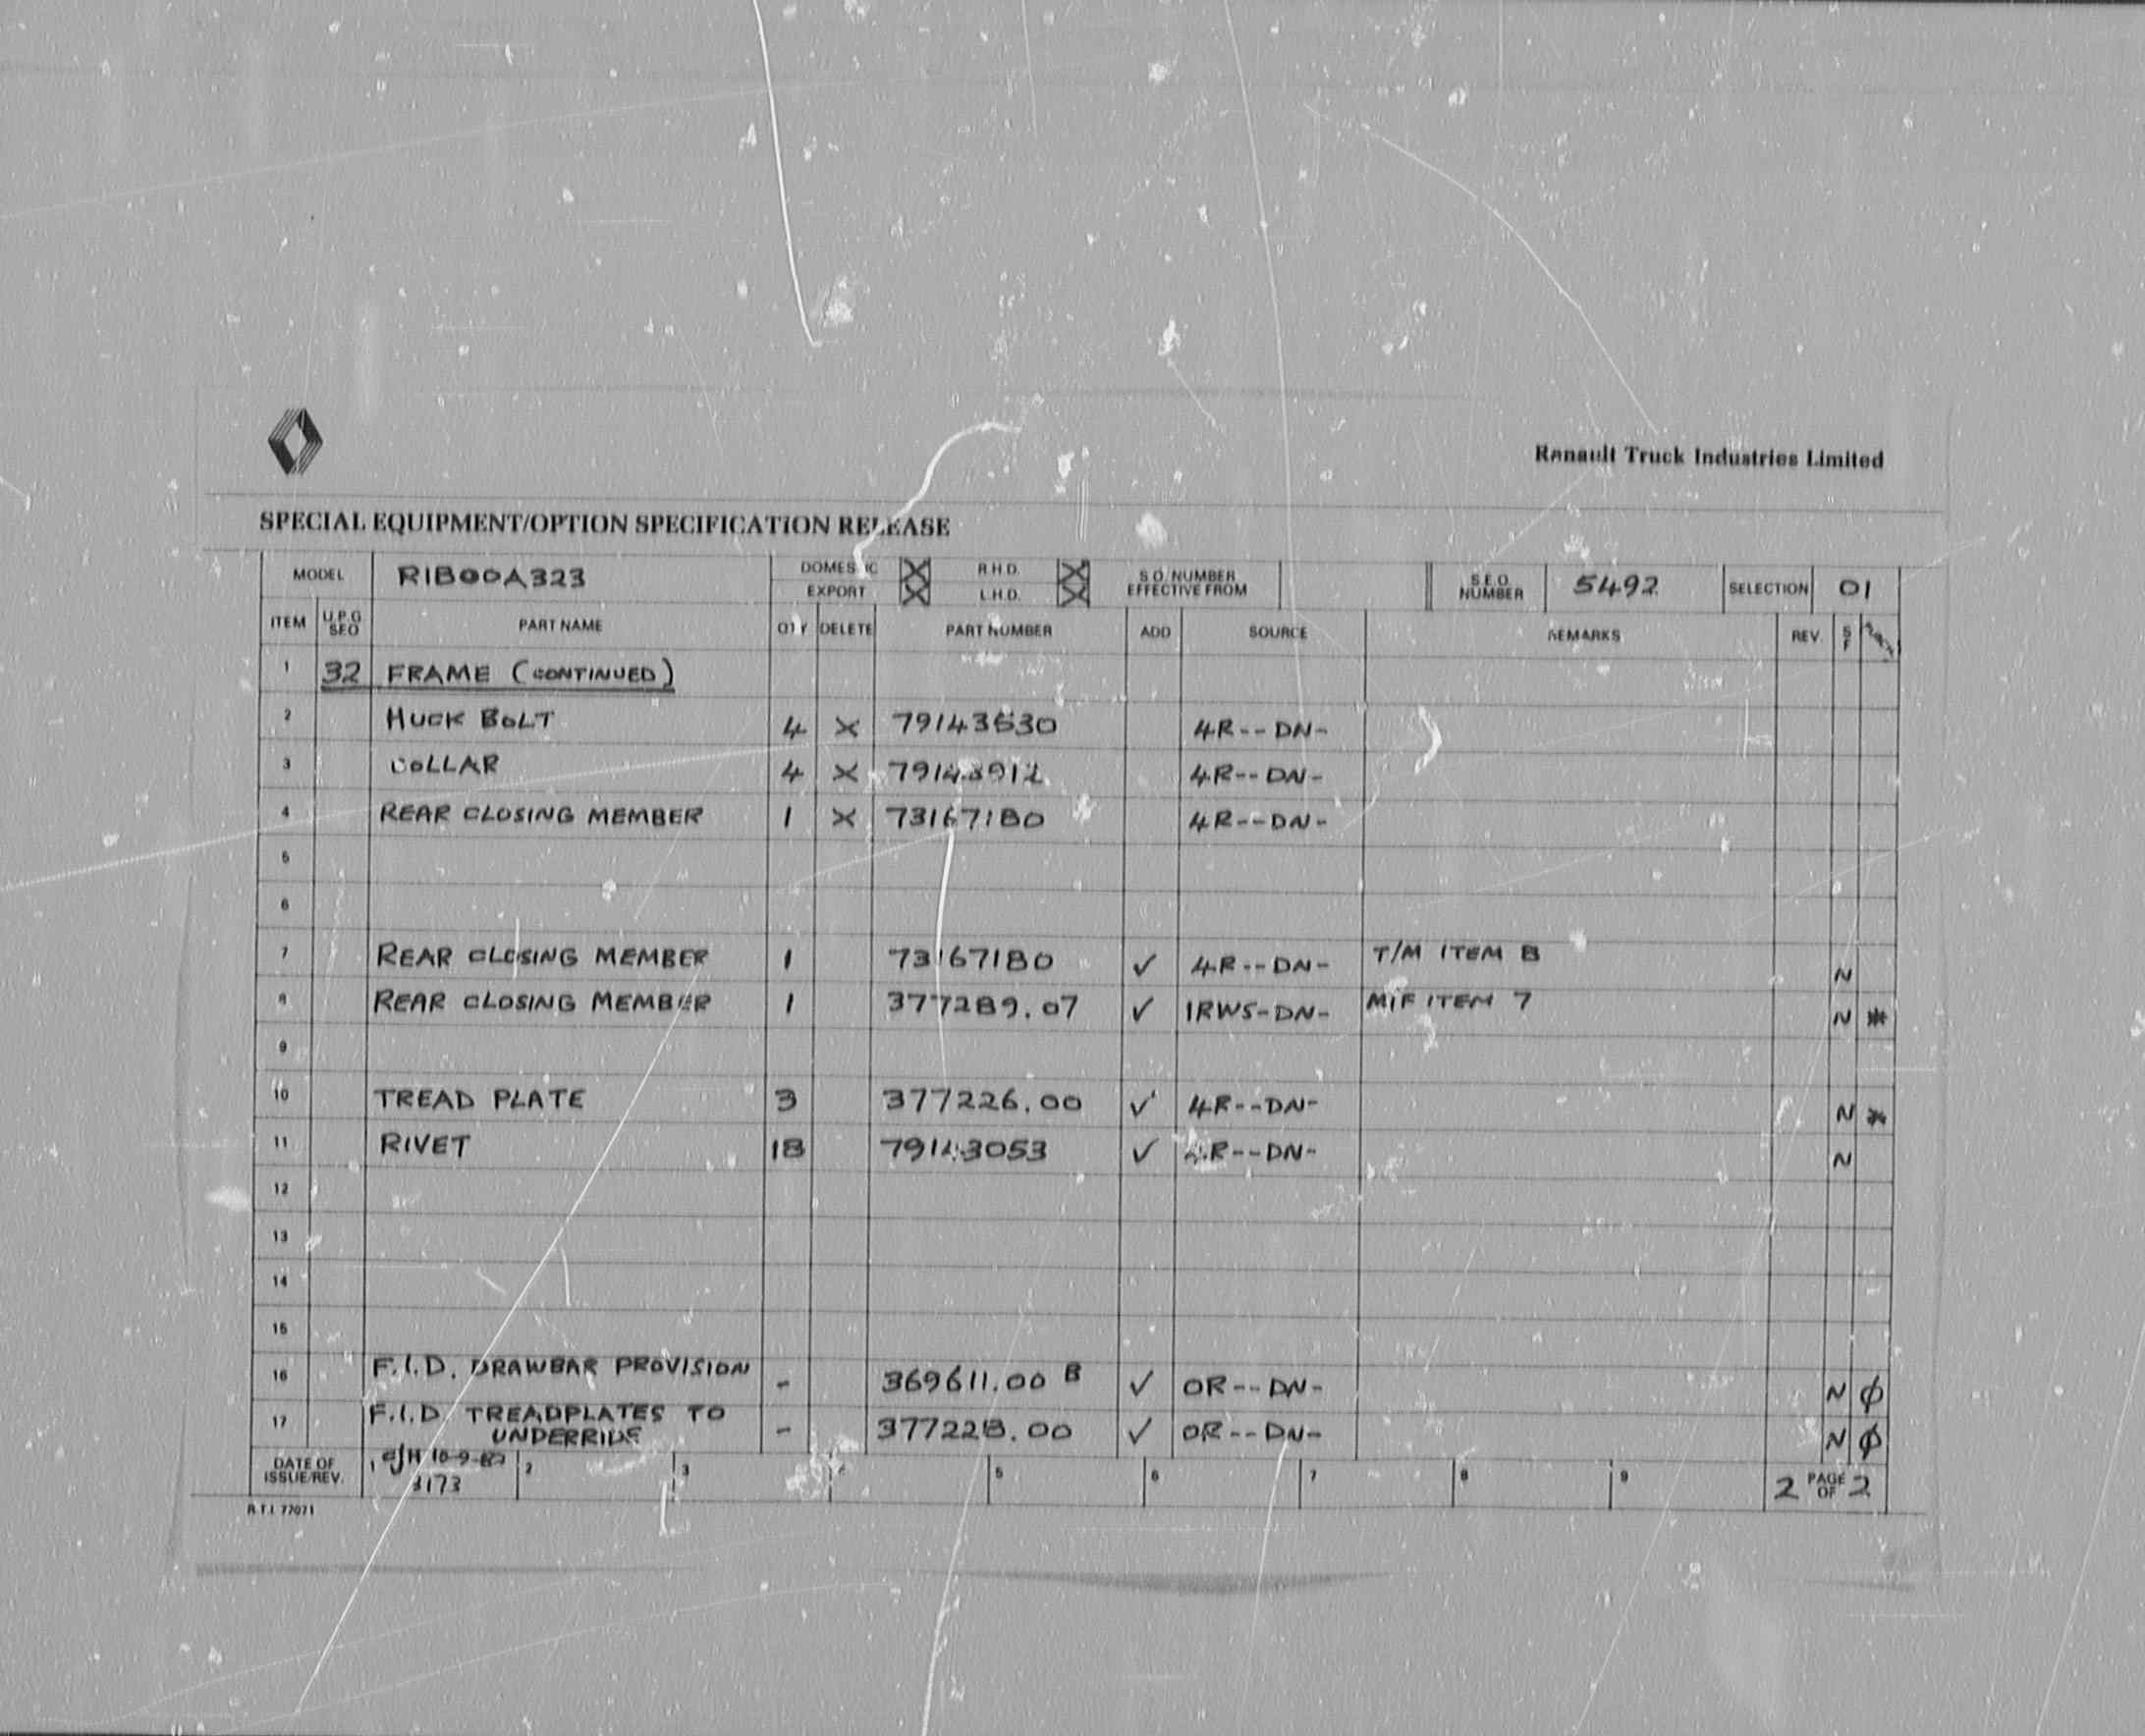 Renault Truck Industries Limited
SPECIAL EQUIPMENT/OPTION SPECIFICATION RELEASE
MODEL R1B00A323 DOMESTIC EXPORT R.H.D. L.H.D. S.O. NUMBER EFFECTIVE FROM S.E.O. NUMBER 5492 SELECTION 01
ITEM U.P.G SEO PART NAME QTY DELETE PART NUMBER ADD SOURCE REMARKS REV. S F
1 32 FRAME (CONTINUED)
2 HUCK BOLT 4 X 4R--DN-
3 COLLAR 4 X 4R--DN-
4 REAR CLOSING MEMBER 1 X 73167180 4R--DN-
5
6
7 REAR CLOSING MEMBER 1 73167180 ✓ 4R--DN- T/M ITEM 8 N
8 REAR CLOSING MEMBER 1 377289.07 ✓ 1RWS-DN- M/F ITEM 7 N *
9
10 TREAD PLATE 3 377226.00 ✓ 4R--DN- N *
11 RIVET 18 79143053 ✓ 4R--DN- N
12
13
14
15
16 F.I.D. DRAWBAR PROVISION - 369611.00 B ✓ OR--DN- N ϕ
17 F.I.D. TREADPLATES TO
UNDERRIDE - 377228.00 ✓ OR--DN- N ϕ
DATE OF ISSUE/REV. 1 2 3 4 5 6 7 8 9 2 PAGE OF 2
3173
R.T.I. 77071